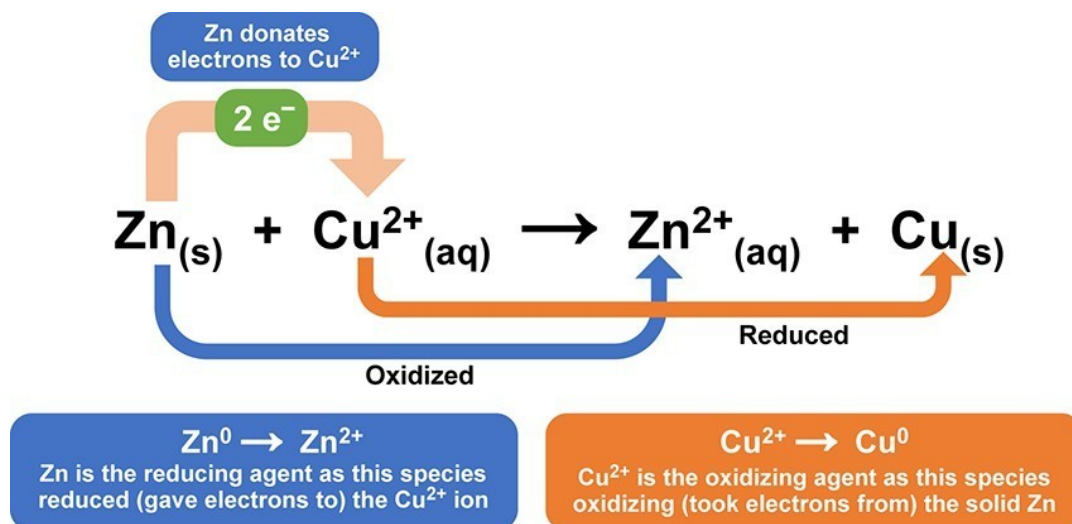 Zn donates
electrons to Cu²⁺
2 e⁻
Zn₍s₎ + Cu²⁺₍aq₎ → Zn²⁺₍aq₎ + Cu₍s₎
Reduced
Oxidized
Zn⁰ → Zn²⁺
Zn is the reducing agent as this species
reduced (gave electrons to) the Cu²⁺ ion
Cu²⁺ → Cu⁰
Cu²⁺ is the oxidizing agent as this species
oxidizing (took electrons from) the solid Zn